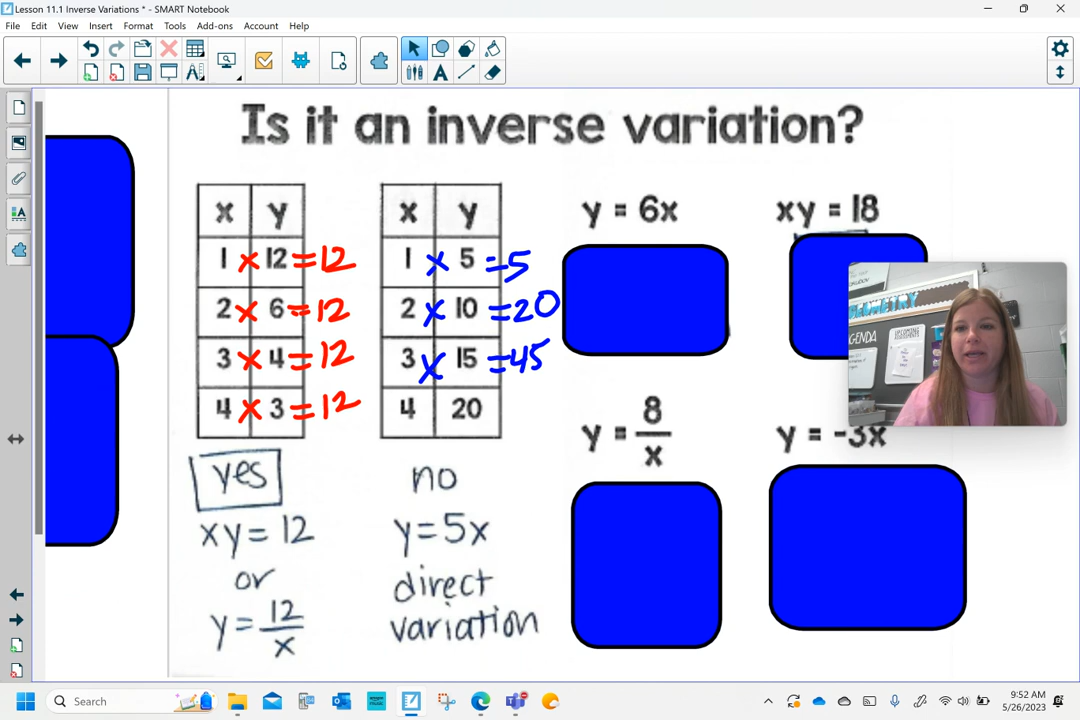 Lesson 11.1 Inverse Variations * - SMART Notebook
File Edit View Insert Format Tools Add-ons Account Help
Is it an inverse variation?
x y
1 × 12 = 12
2 × 6 = 12
3 × 4 = 12
4 × 3 = 12
yes
xy = 12
or
y = 12/x
x y
1 × 5 = 5
2 × 10 = 20
3 × 15 = 45
4 20
no
y = 5x
direct
variation
y = 6x
xy = 18
y = 8/x
y = -3x
GEOMETRY
AGENDA
UPCOMING
ASSESSMENTS
Search
9:52 AM
5/26/2023